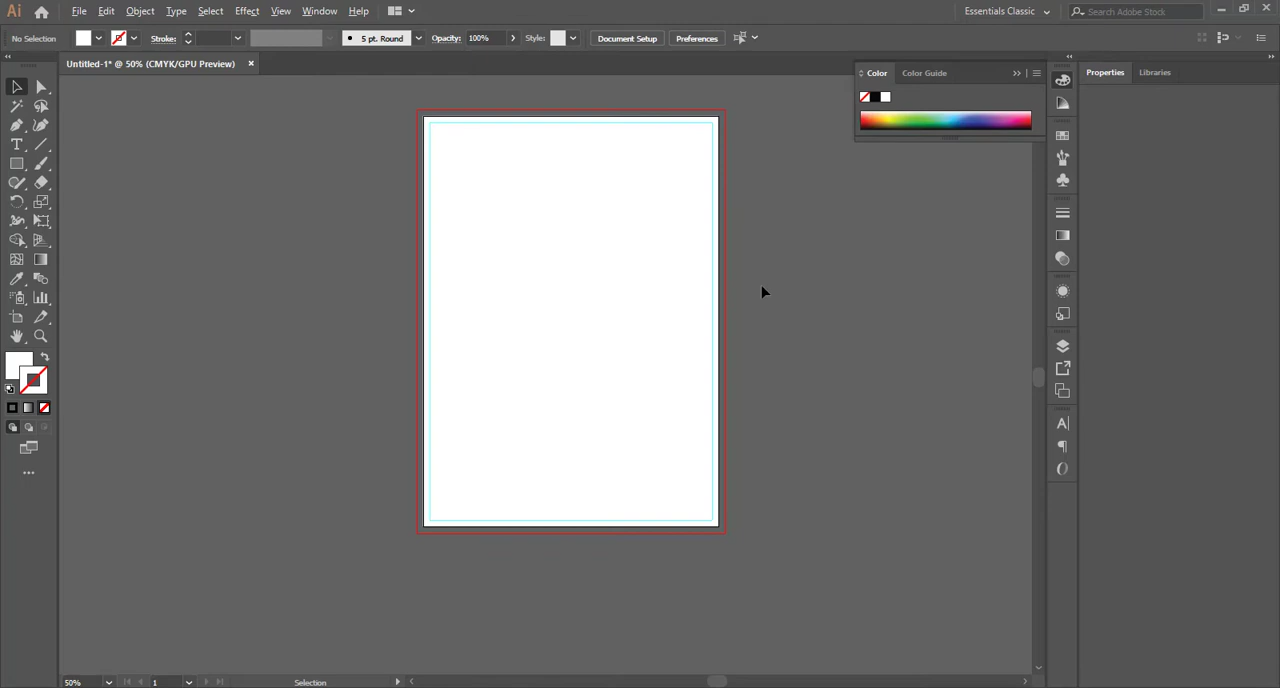 Ai File Edit Object Type Select Effect View Window Help Essentials Classic Search Adobe Stock
No Selection Stroke: 5 pt. Round Opacity: 100% Style: Document Setup Preferences
Untitled-1* @ 50% (CMYK/GPU Preview) ×
Color Color Guide Properties Libraries
50% 1 Selection